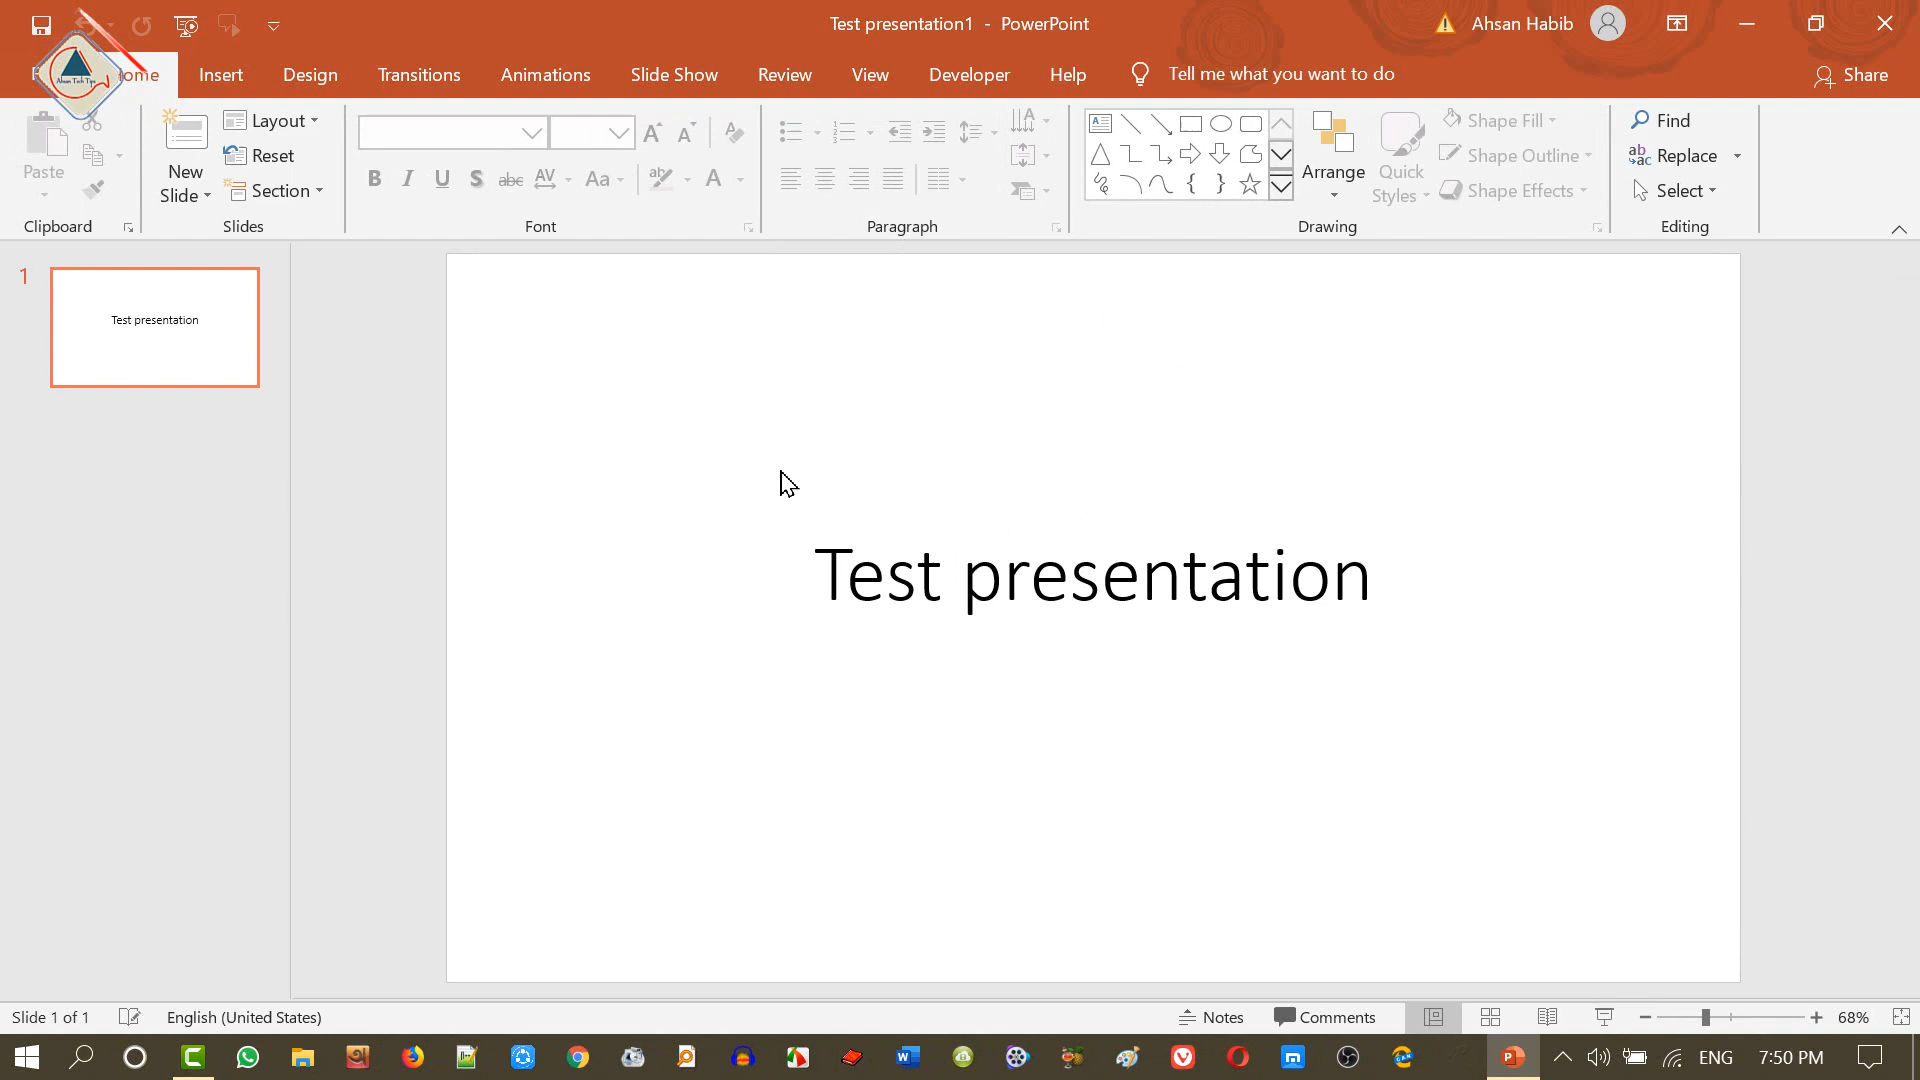 Test presentation1 - PowerPoint
Ahsan Habib
Home Insert Design Transitions Animations Slide Show Review View Developer Help Tell me what you want to do Share
Ahsan Tech Tips
Paste
New
Slide
Layout
Reset
Section
Arrange
Quick
Styles
Shape Fill
Shape Outline
Shape Effects
Find
Replace
Select
Clipboard Slides Font Paragraph Drawing Editing
1
Test presentation
Test presentation
Slide 1 of 1 English (United States) Notes Comments 68%
ENG 7:50 PM